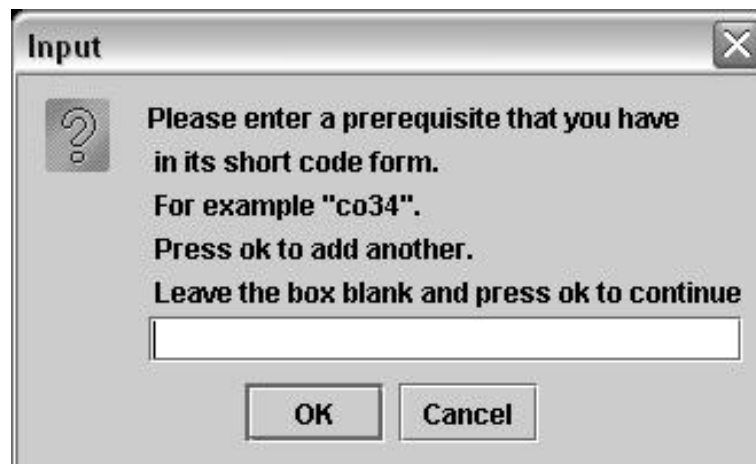 Input
Please enter a prerequisite that you have
in its short code form.
For example "co34".
Press ok to add another.
Leave the box blank and press ok to continue
OK Cancel